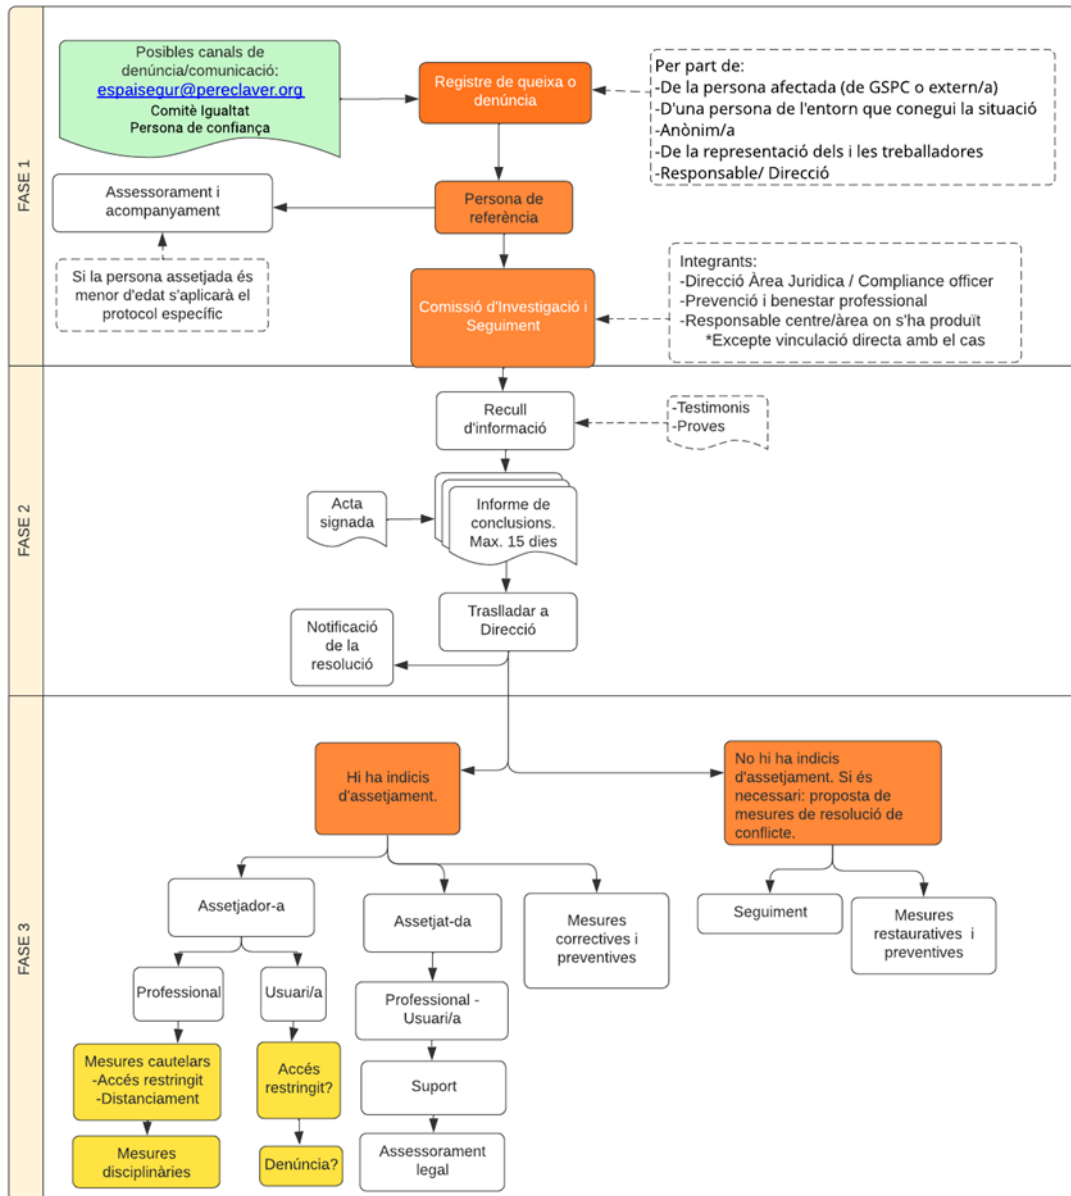 FASE 1
Posibles canals de
denúncia/comunicació:
espaisegur@pereclaver.org
Comitè Igualtat
Persona de confiança
Registre de queixa o
denúncia
Per part de:
-De la persona afectada (de GSPC o extern/a)
-D'una persona de l'entorn que conegui la situació
-Anònim/a
-De la representació dels i les treballadores
-Responsable/ Direcció
Assessorament i
acompanyament
Persona de
referència
Si la persona assetjada és
menor d'edat s'aplicarà el
protocol específic
Comissió d'Investigació i
Seguiment
Integrants:
-Direcció Àrea Juridica / Compliance officer
-Prevenció i benestar professional
-Responsable centre/àrea on s'ha produït
*Excepte vinculació directa amb el cas
FASE 2
Recull
d'informació
-Testimonis
-Proves
Acta
signada
Informe de
conclusions.
Max. 15 dies
Traslladar a
Direcció
Notificació
de la
resolució
FASE 3
Hi ha indicis
d'assetjament.
No hi ha indicis
d'assetjament. Si és
necessari: proposta de
mesures de resolució de
conflicte.
Assetjador-a
Assetjat-da
Mesures
correctives i
preventives
Seguiment
Mesures
restauratives i
preventives
Professional
Usuari/a
Professional -
Usuari/a
Mesures cautelars
-Accés restringit
-Distanciament
Accés
restringit?
Suport
Mesures
disciplinàries
Denúncia?
Assessorament
legal